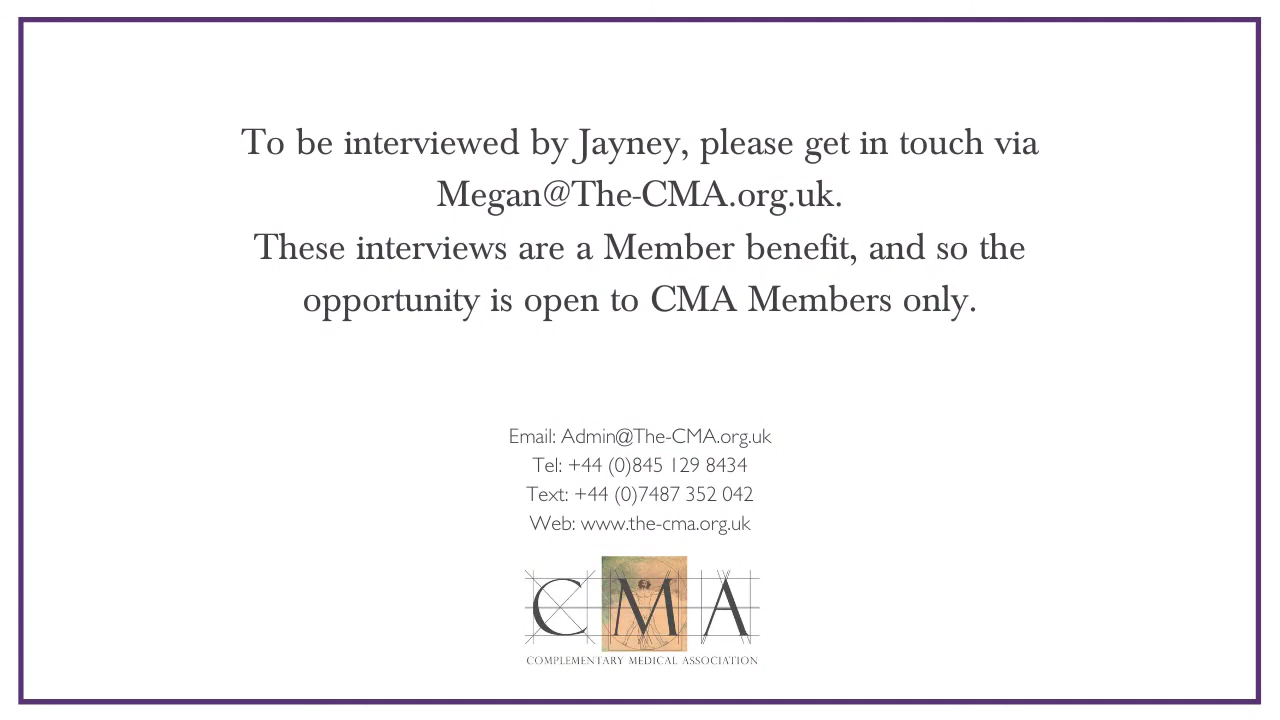 To be interviewed by Jayney, please get in touch via
Megan@The-CMA.org.uk.
These interviews are a Member benefit, and so the
opportunity is open to CMA Members only.
Email: Admin@The-CMA.org.uk
Tel: +44 (0)845 129 8434
Text: +44 (0)7487 352 042
Web: www.the-cma.org.uk
CMA
COMPLEMENTARY MEDICAL ASSOCIATION